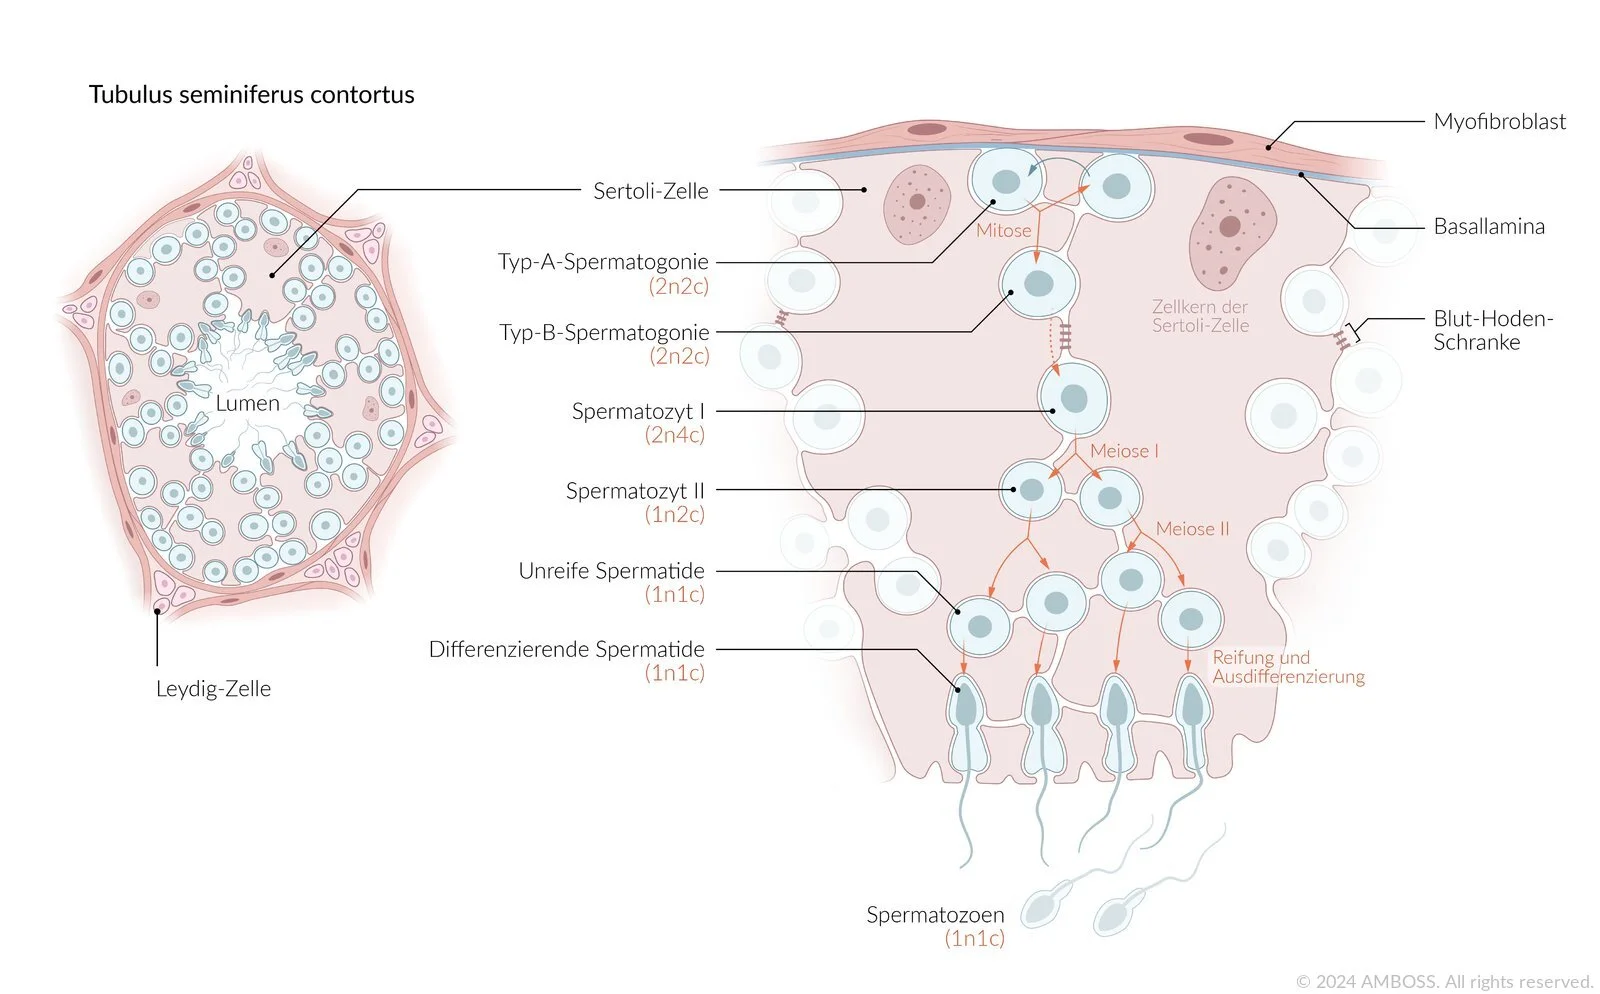 Tubulus seminiferus contortus
Lumen
Leydig-Zelle
Sertoli-Zelle
Typ-A-Spermatogonie
(2n2c)
Typ-B-Spermatogonie
(2n2c)
Spermatozyt I
(2n4c)
Spermatozyt II
(1n2c)
Unreife Spermatide
(1n1c)
Differenzierende Spermatide
(1n1c)
Mitose
Zellkern der
Sertoli-Zelle
Meiose I
Meiose II
Reifung und
Ausdifferenzierung
Spermatozoen
(1n1c)
Myofibroblast
Basallamina
Blut-Hoden-
Schranke
© 2024 AMBOSS. All rights reserved.